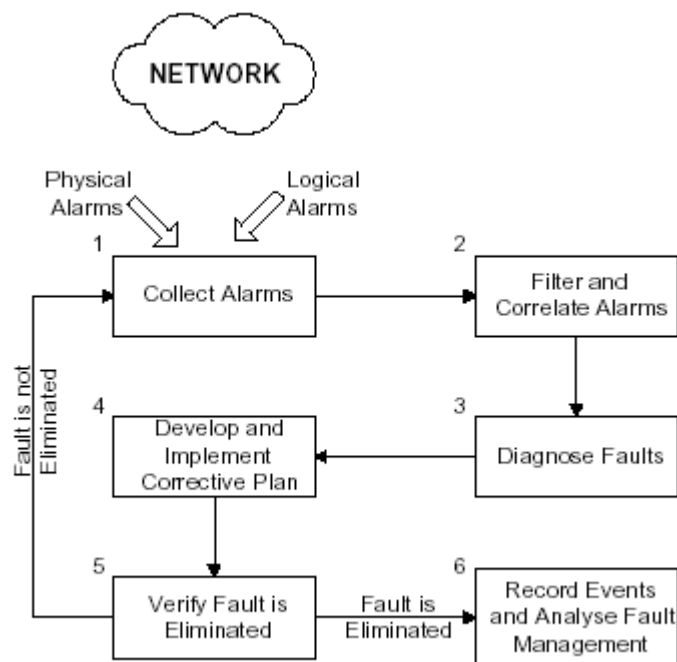 NETWORK
Physical
Alarms
Logical
Alarms
1
Collect Alarms
2
Filter and
Correlate Alarms
Fault is not
Eliminated
4
Develop and
Implement
Corrective Plan
3
Diagnose Faults
5
Verify Fault is
Eliminated
Fault is
Eliminated
6
Record Events
and Analyse Fault
Management